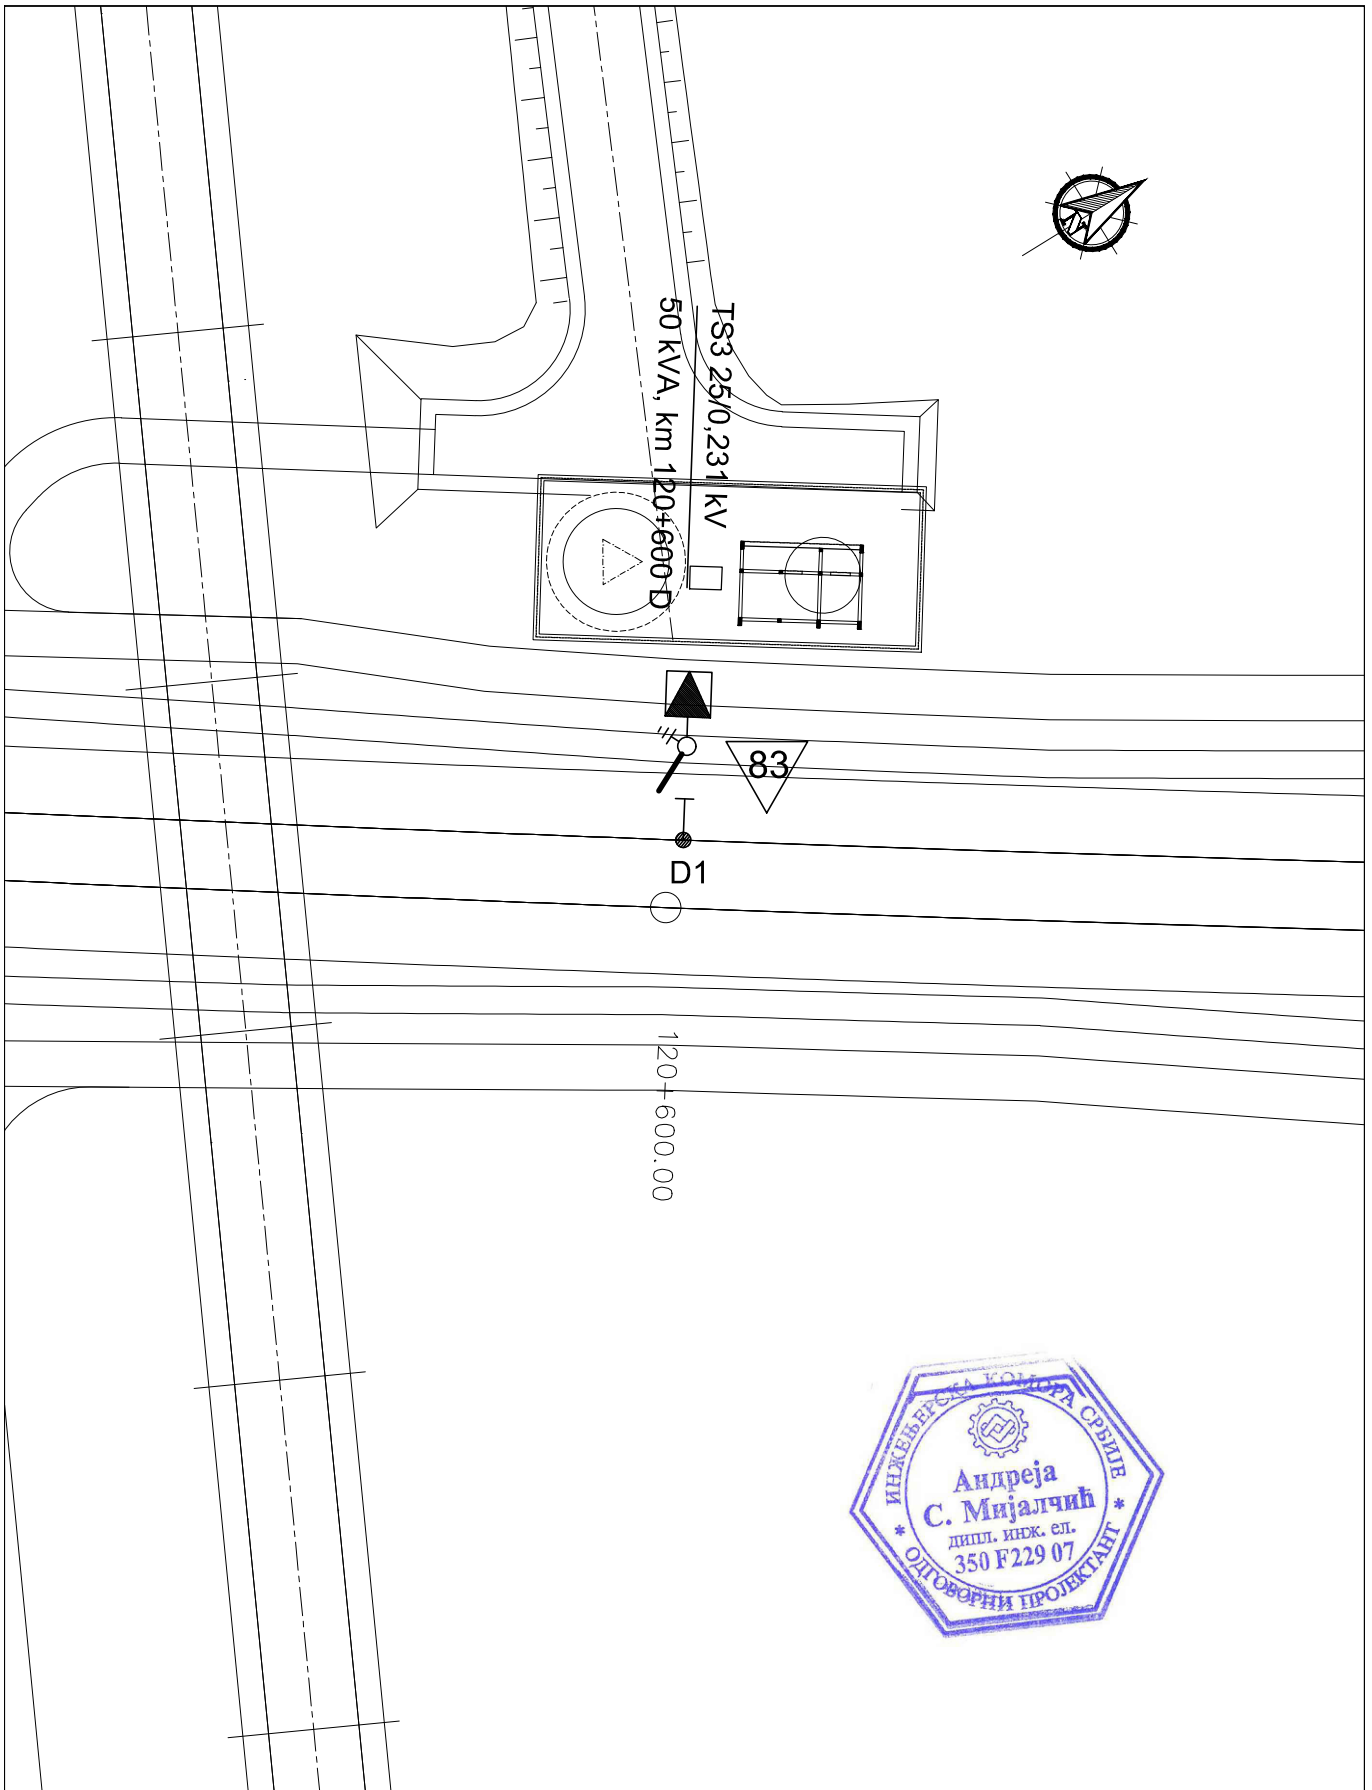 TS3 25/0,231 kV
50 kVA, km 120+600 D
83
D1
120+600.00
ИНЖЕЊЕРСКА КОМОРА СРБИЈЕ
Андреја
С. Мијалчић
дипл. инж. ел.
350 F229 07
* ОДГОВОРНИ ПРОЈЕКТАНТ *